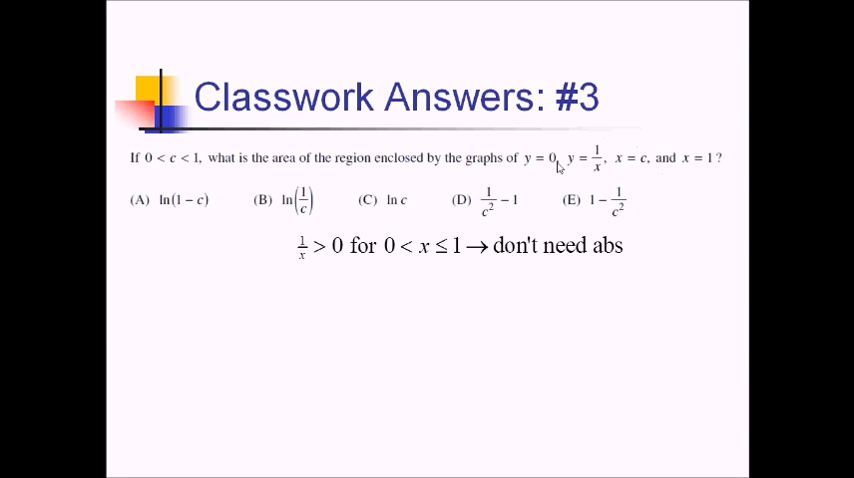 Classwork Answers: #3
If 0 < c < 1, what is the area of the region enclosed by the graphs of y = 0, y = 1/x, x = c, and x = 1?
(A) ln(1 − c) (B) ln(1/c) (C) ln c (D) 1/c² − 1 (E) 1 − 1/c²
1/x > 0 for 0 < x ≤ 1 → don't need abs